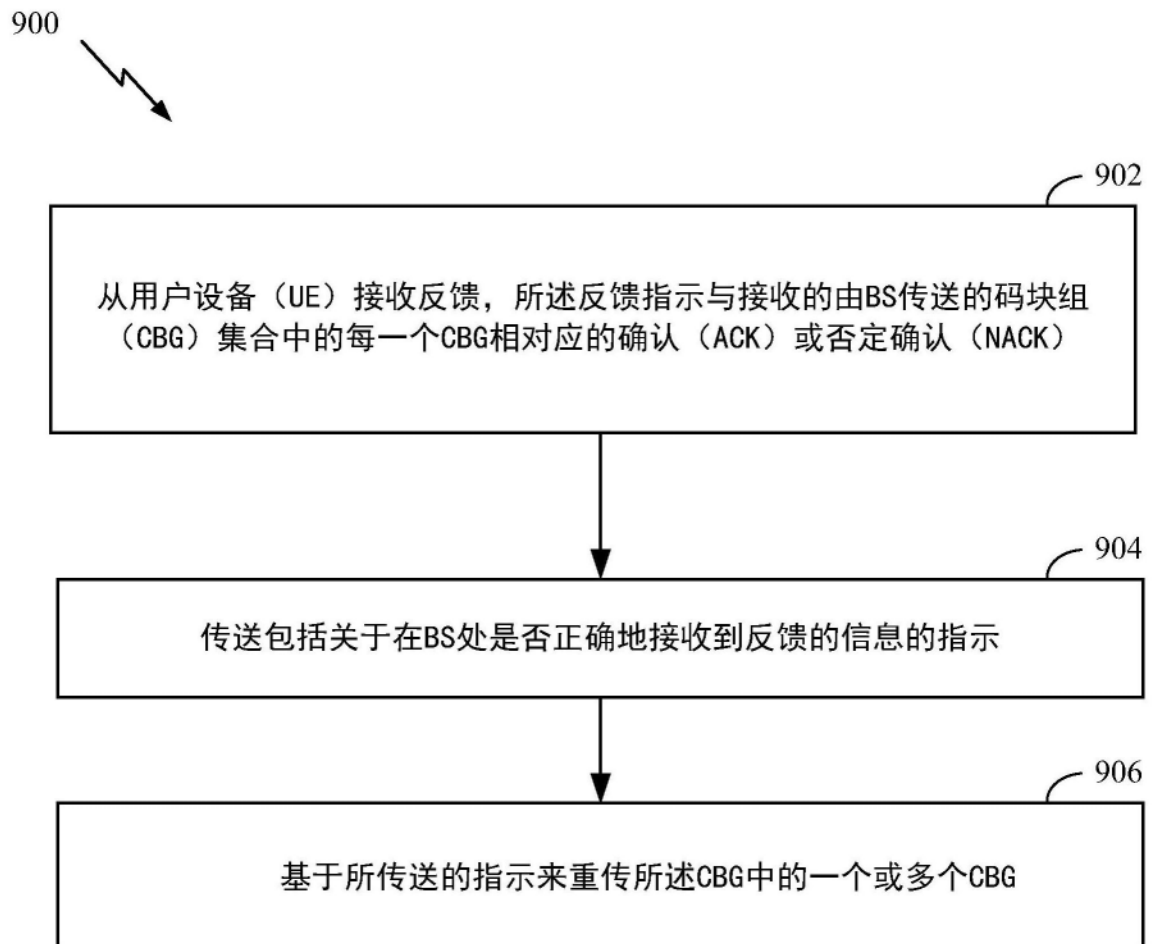 900
902
从用户设备（UE）接收反馈，所述反馈指示与接收的由BS传送的码块组
（CBG）集合中的每一个CBG相对应的确认（ACK）或否定确认（NACK）
904
传送包括关于在BS处是否正确地接收到反馈的信息的指示
906
基于所传送的指示来重传所述CBG中的一个或多个CBG